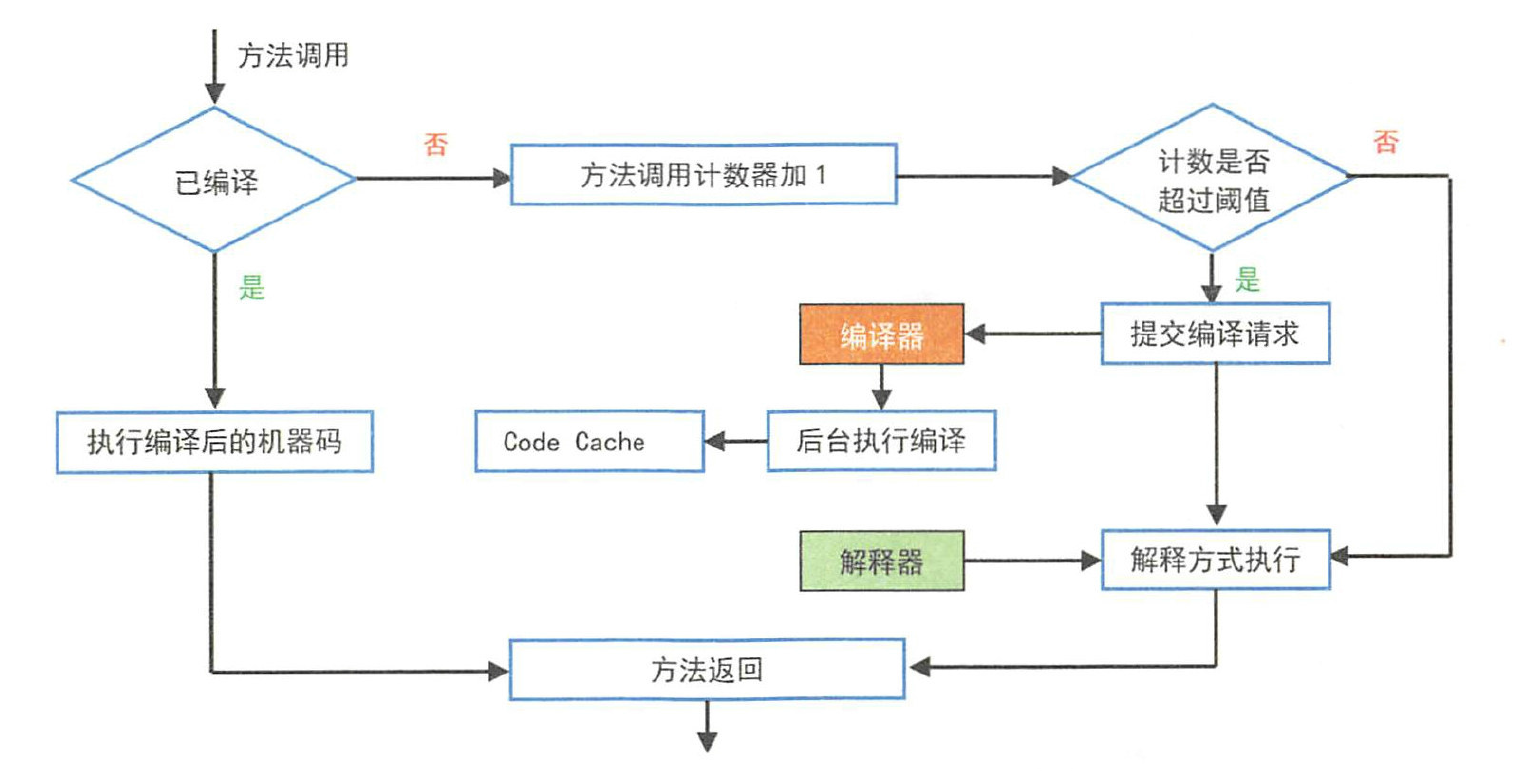 方法调用
已编译
否
方法调用计数器加1
计数是否
超过阈值
否
是
是
编译器
提交编译请求
执行编译后的机器码
Code Cache
后台执行编译
解释器
解释方式执行
方法返回